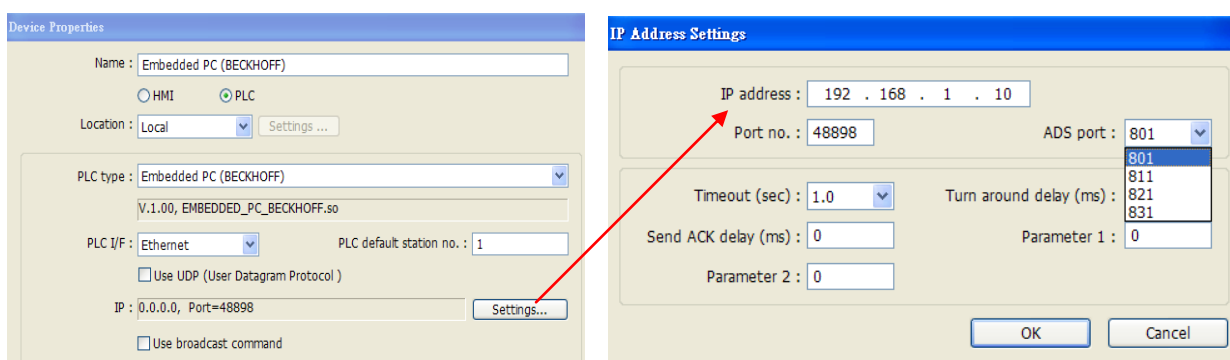 Device Properties
Name : Embedded PC (BECKHOFF)
HMI PLC
Location : Local Settings ...
PLC type : Embedded PC (BECKHOFF)
V.1.00, EMBEDDED_PC_BECKHOFF.so
PLC I/F : Ethernet PLC default station no. : 1
Use UDP (User Datagram Protocol )
IP : 0.0.0.0, Port=48898 Settings...
Use broadcast command
IP Address Settings
IP address : 192 . 168 . 1 . 10
Port no. : 48898 ADS port : 801
801
811
821
831
Timeout (sec) : 1.0 Turn around delay (ms) :
Send ACK delay (ms) : 0 Parameter 1 : 0
Parameter 2 : 0
OK Cancel